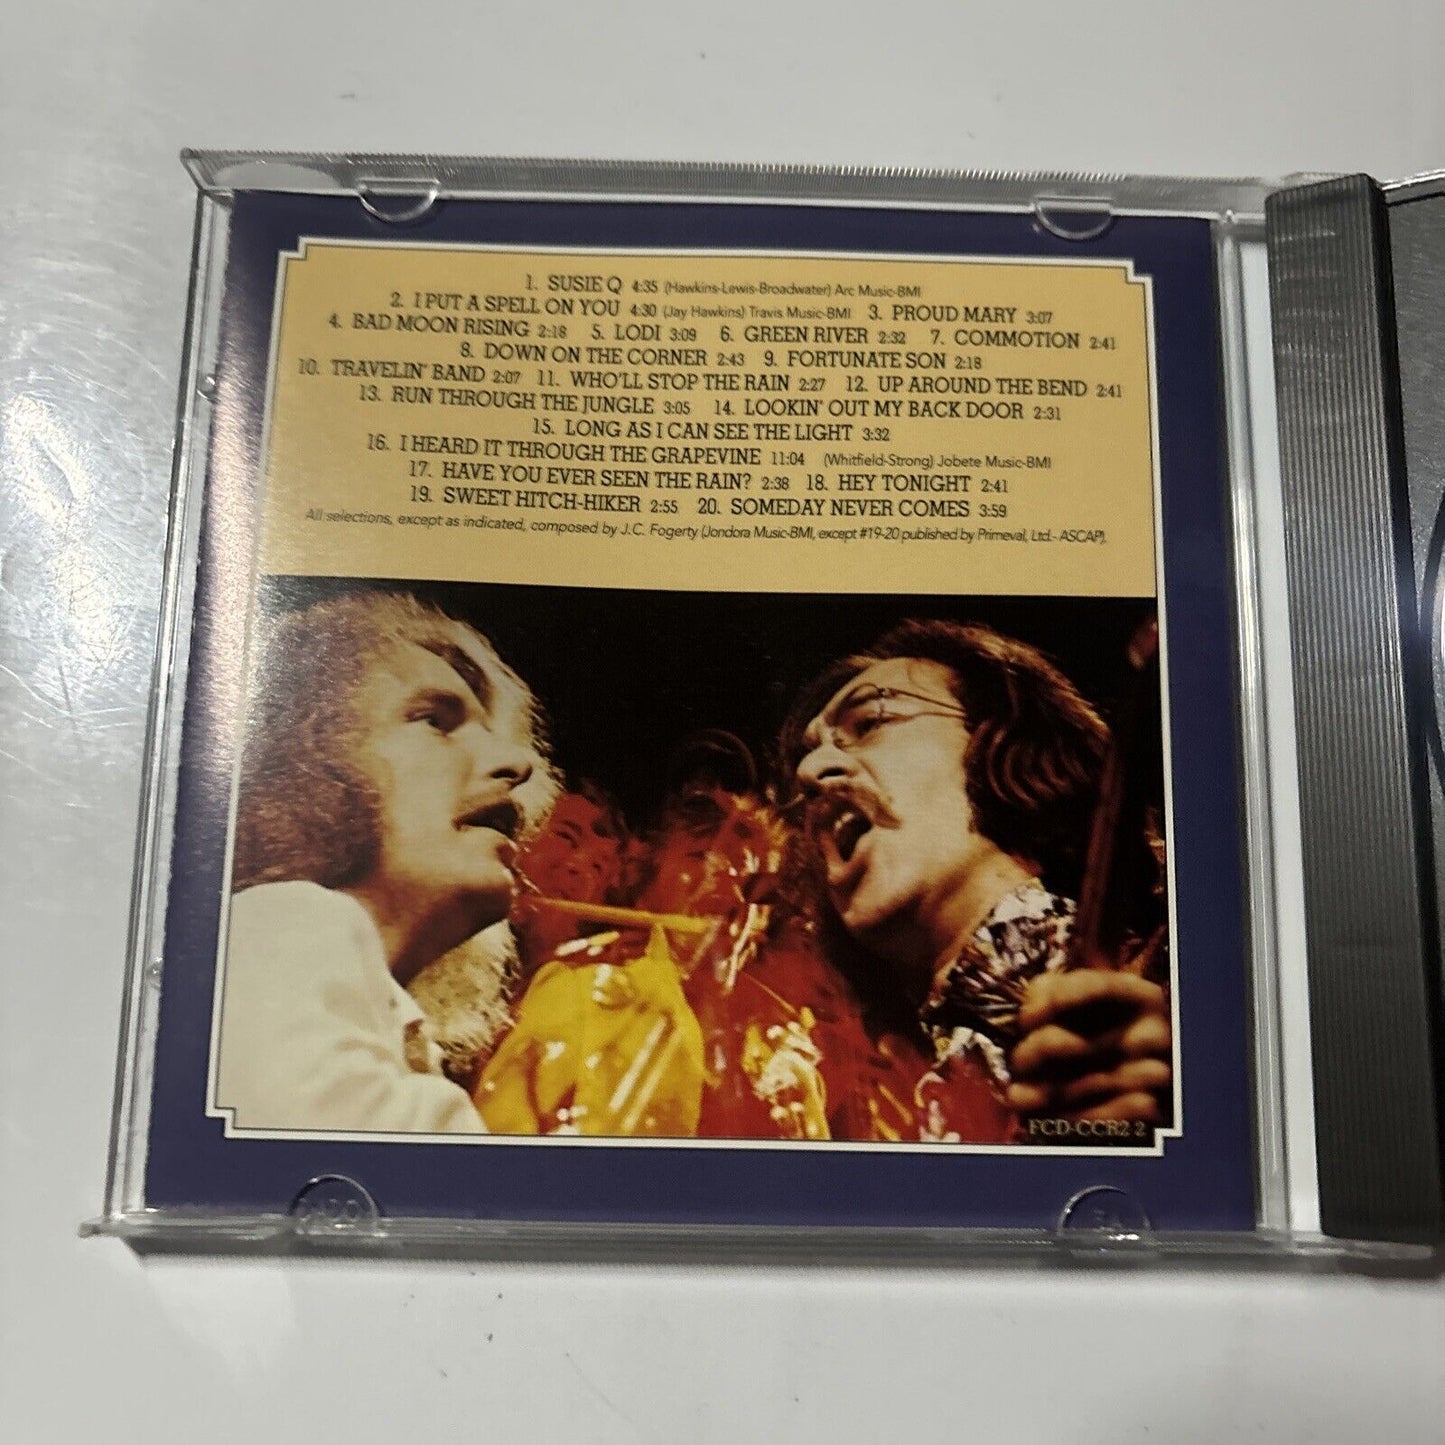 1. SUSIE Q 4:35 (Hawkins-Lewis-Broadwater) Arc Music-BMI
2. I PUT A SPELL ON YOU 4:30 (Jay Hawkins) Travis Music-BMI 3. PROUD MARY 3:07
4. BAD MOON RISING 2:18 5. LODI 3:09 6. GREEN RIVER 2:32 7. COMMOTION 2:41
8. DOWN ON THE CORNER 2:43 9. FORTUNATE SON 2:18
10. TRAVELIN' BAND 2:07 11. WHO'LL STOP THE RAIN 2:27 12. UP AROUND THE BEND 2:41
13. RUN THROUGH THE JUNGLE 3:05 14. LOOKIN' OUT MY BACK DOOR 2:31
15. LONG AS I CAN SEE THE LIGHT 3:32
16. I HEARD IT THROUGH THE GRAPEVINE 11:04 (Whitfield-Strong) Jobete Music-BMI
17. HAVE YOU EVER SEEN THE RAIN? 2:38 18. HEY TONIGHT 2:41
19. SWEET HITCH-HIKER 2:55 20. SOMEDAY NEVER COMES 3:59
All selections, except as indicated, composed by J.C. Fogerty (Jondora Music-BMI, except #19-20 published by Primeval, Ltd.- ASCAP).
FCD-CCR2 2